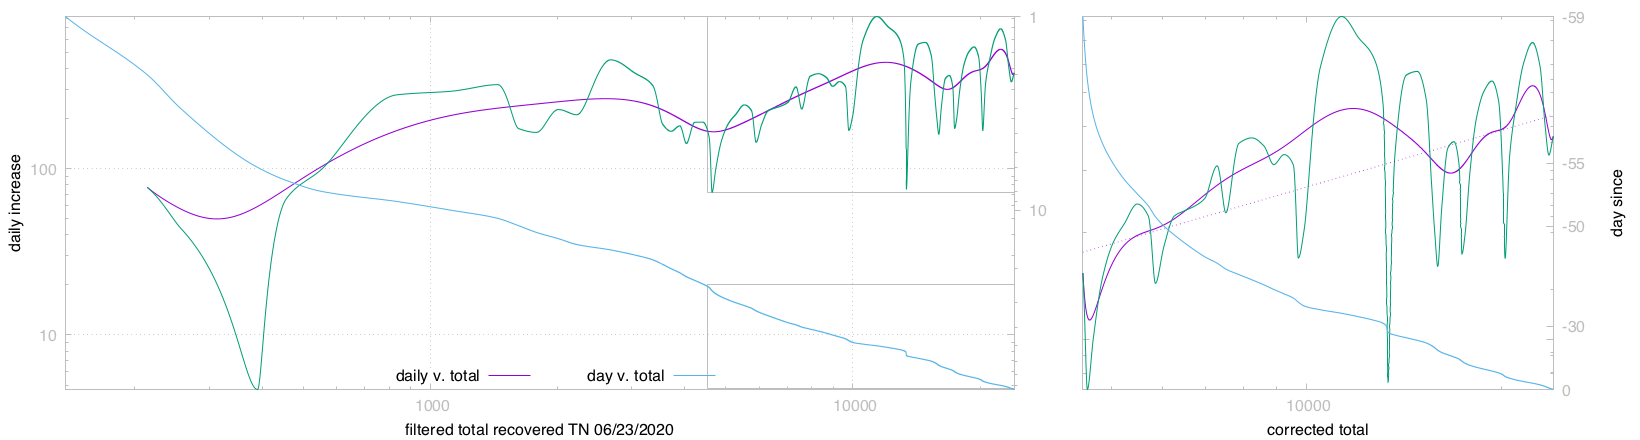 1
-59
daily increase
100
10
-55
-50
day since
10
-30
daily v. total
day v. total
0
1000
10000
10000
filtered total recovered TN 06/23/2020
corrected total